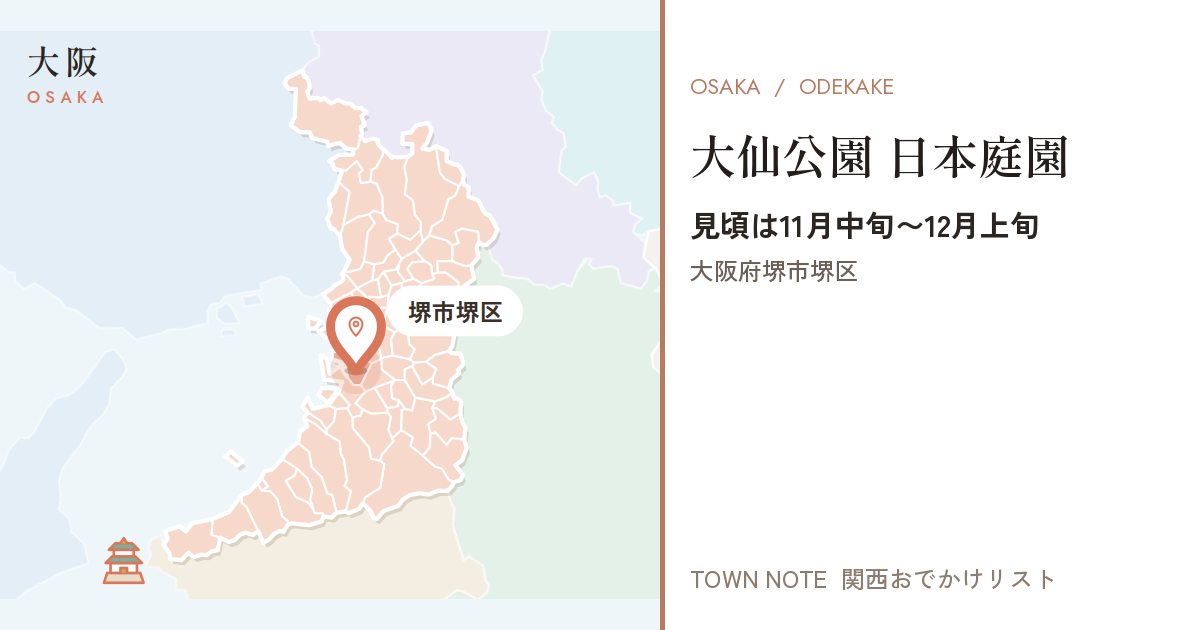 大阪
OSAKA
堺市堺区
OSAKA / ODEKAKE
大仙公園 日本庭園
見頃は11月中旬〜12月上旬
大阪府堺市堺区
TOWN NOTE 関西おでかけリスト